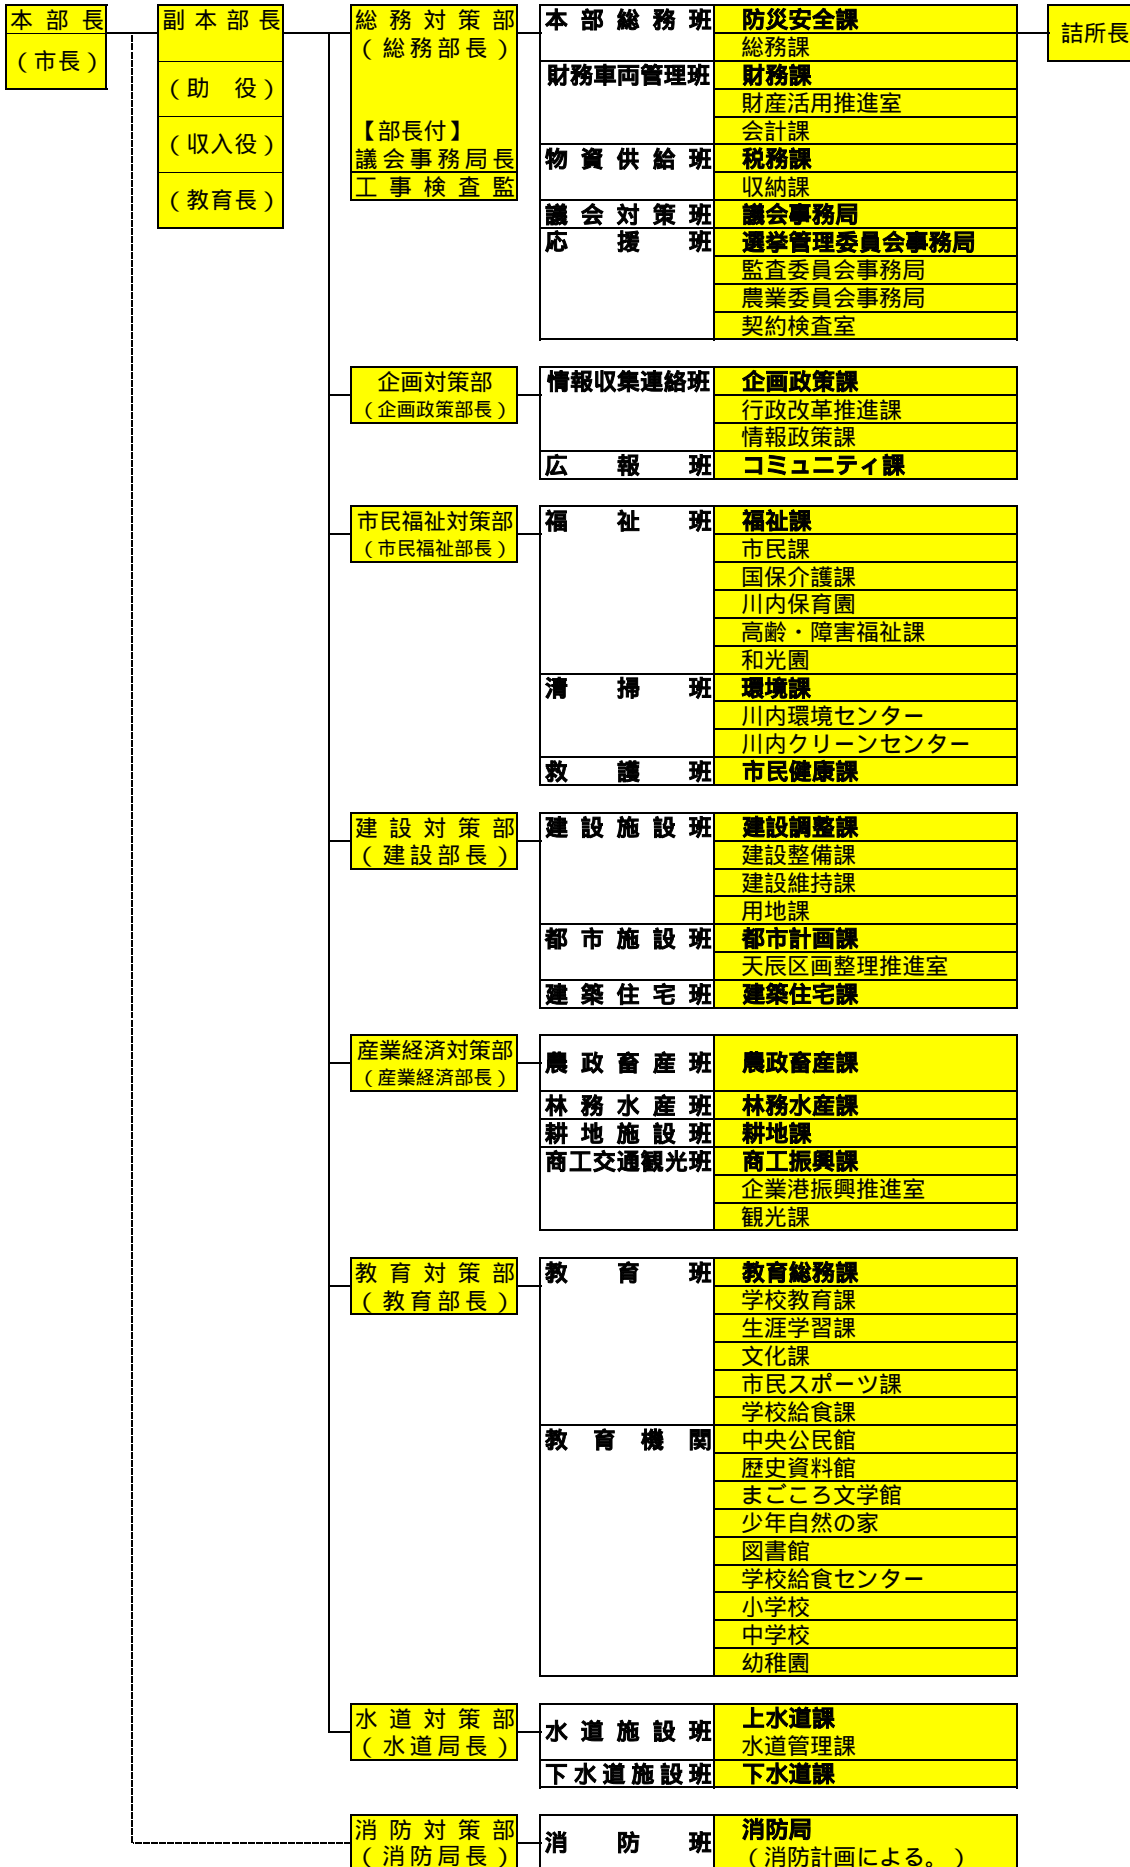 本部長
（市長）
副本部長
（助　役）
（収入役）
（教育長）
総務対策部
（総務部長）
【部長付】
議会事務局長
工事検査監
本部総務班
防災安全課
総務課
詰所長
財務車両管理班
財務課
財産活用推進室
会計課
物資供給班
税務課
収納課
議会対策班
議会事務局
応援班
選挙管理委員会事務局
監査委員会事務局
農業委員会事務局
契約検査室
企画対策部
（企画政策部長）
情報収集連絡班
企画政策課
行政改革推進課
情報政策課
広報班
コミュニティ課
市民福祉対策部
（市民福祉部長）
福祉班
福祉課
市民課
国保介護課
川内保育園
高齢・障害福祉課
和光園
清掃班
環境課
川内環境センター
川内クリーンセンター
救護班
市民健康課
建設対策部
（建設部長）
建設施設班
建設調整課
建設整備課
建設維持課
用地課
都市施設班
都市計画課
天辰区画整理推進室
建築住宅班
建築住宅課
産業経済対策部
（産業経済部長）
農政畜産班
農政畜産課
林務水産班
林務水産課
耕地施設班
耕地課
商工交通観光班
商工振興課
企業港振興推進室
観光課
教育対策部
（教育部長）
教育班
教育総務課
学校教育課
生涯学習課
文化課
市民スポーツ課
学校給食課
教育機関
中央公民館
歴史資料館
まごころ文学館
少年自然の家
図書館
学校給食センター
小学校
中学校
幼稚園
水道対策部
（水道局長）
水道施設班
上水道課
水道管理課
下水道施設班
下水道課
消防対策部
（消防局長）
消防班
消防局
（消防計画による。）